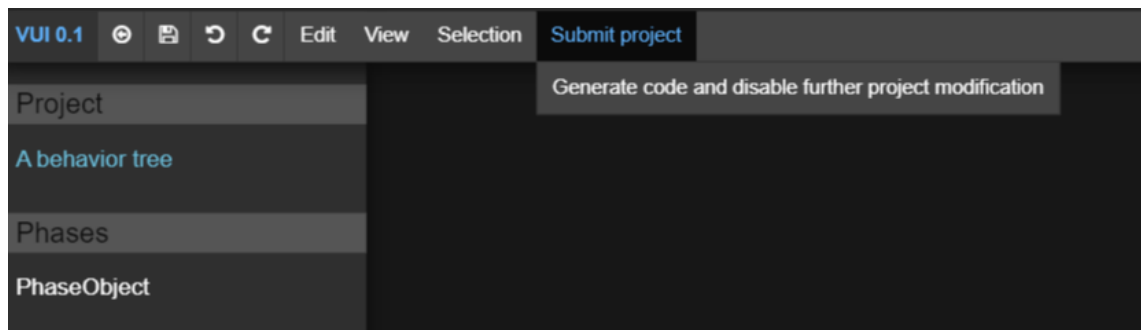 VUI 0.1 Edit View Selection Submit project
Generate code and disable further project modification
Project
A behavior tree
Phases
PhaseObject